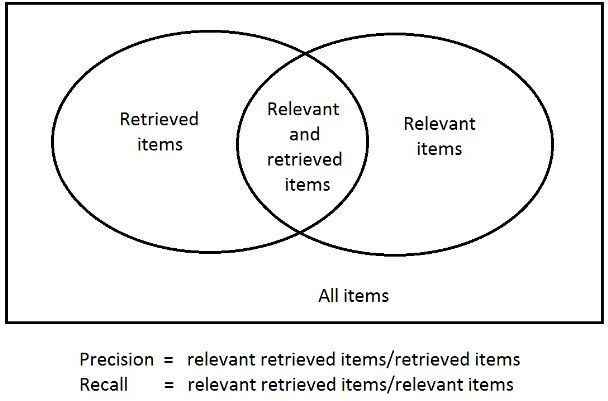 Retrieved
items
Relevant
and
retrieved
items
Relevant
items
All items
Precision = relevant retrieved items/retrieved items
Recall = relevant retrieved items/relevant items